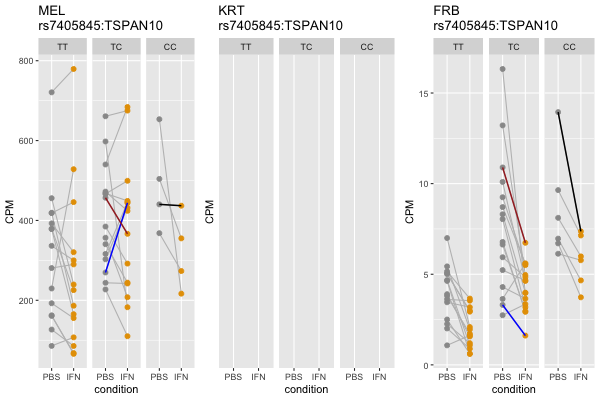 MEL
rs7405845:TSPAN10
TT
TC
CC
800
600
400
200
CPM
PBS
IFN
PBS
IFN
PBS
IFN
condition
KRT
rs7405845:TSPAN10
TT
TC
CC
CPM
PBS
IFN
PBS
IFN
PBS
IFN
condition
FRB
rs7405845:TSPAN10
TT
TC
CC
15
10
5
0
CPM
PBS
IFN
PBS
IFN
PBS
IFN
condition